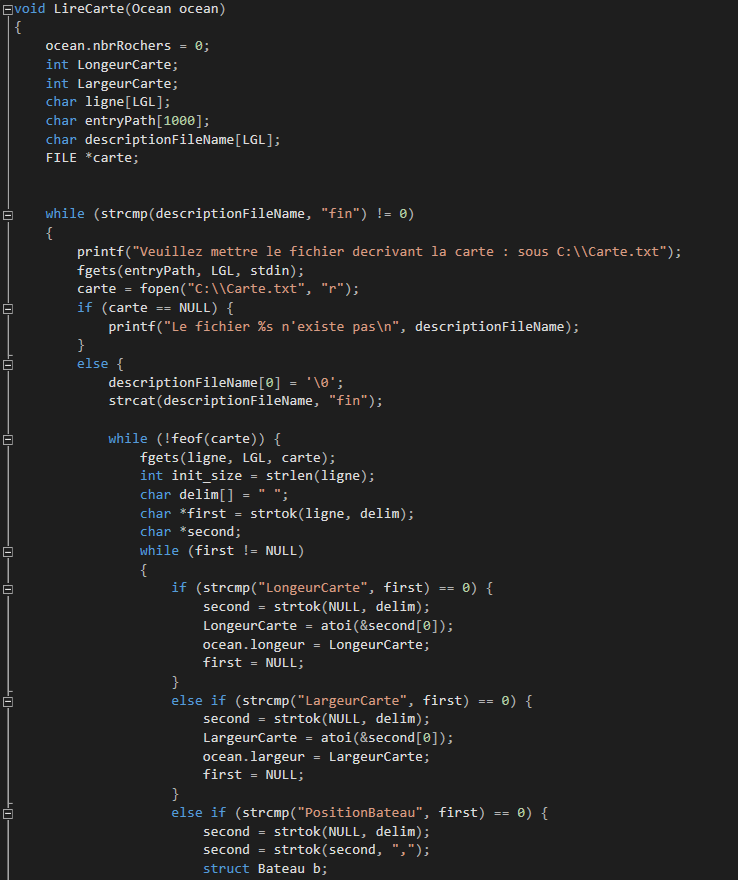 void LireCarte(Ocean ocean)
{
    ocean.nbrRochers = 0;
    int LongeurCarte;
    int LargeurCarte;
    char ligne[LGL];
    char entryPath[1000];
    char descriptionFileName[LGL];
    FILE *carte;
    while (strcmp(descriptionFileName, "fin") != 0)
    {
        printf("Veuillez mettre le fichier decrivant la carte : sous C:\\Carte.txt");
        fgets(entryPath, LGL, stdin);
        carte = fopen("C:\\Carte.txt", "r");
        if (carte == NULL) {
            printf("Le fichier %s n'existe pas\n", descriptionFileName);
        }
        else {
            descriptionFileName[0] = '\0';
            strcat(descriptionFileName, "fin");
            while (!feof(carte)) {
                fgets(ligne, LGL, carte);
                int init_size = strlen(ligne);
                char delim[] = " ";
                char *first = strtok(ligne, delim);
                char *second;
                while (first != NULL)
                {
                    if (strcmp("LongeurCarte", first) == 0) {
                        second = strtok(NULL, delim);
                        LongeurCarte = atoi(&second[0]);
                        ocean.longeur = LongeurCarte;
                        first = NULL;
                    }
                    else if (strcmp("LargeurCarte", first) == 0) {
                        second = strtok(NULL, delim);
                        LargeurCarte = atoi(&second[0]);
                        ocean.largeur = LargeurCarte;
                        first = NULL;
                    }
                    else if (strcmp("PositionBateau", first) == 0) {
                        second = strtok(NULL, delim);
                        second = strtok(second, ",");
                        struct Bateau b;